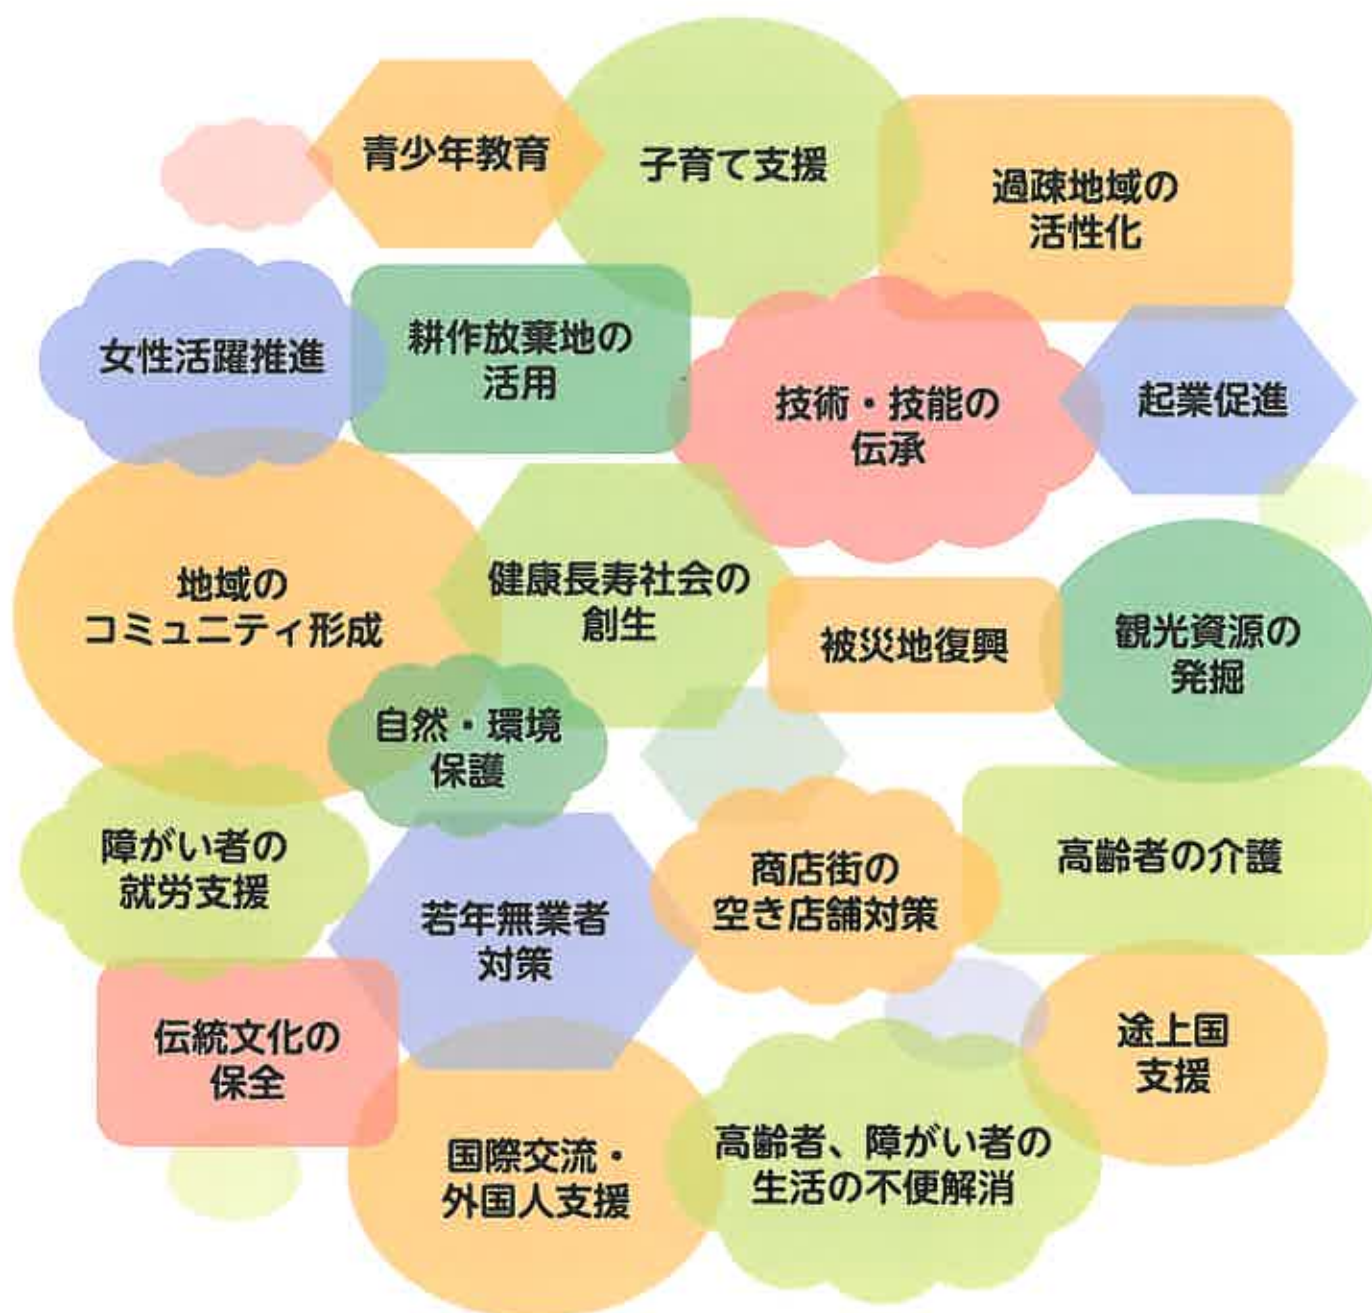 青少年教育
子育て支援
過疎地域の
活性化
女性活躍推進
耕作放棄地の
活用
技術・技能の
伝承
起業促進
地域の
コミュニティ形成
健康長寿社会の
創生
被災地復興
観光資源の
発掘
自然・環境
保護
障がい者の
就労支援
若年無業者
対策
商店街の
空き店舗対策
高齢者の介護
伝統文化の
保全
国際交流・
外国人支援
高齢者、障がい者の
生活の不便解消
途上国
支援